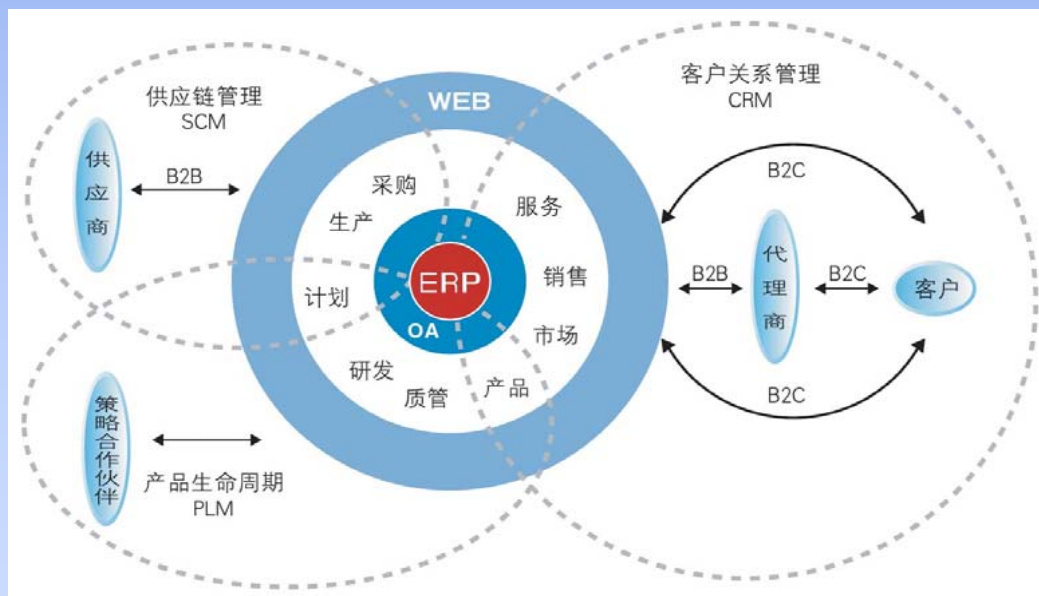 供应链管理
SCM
供应商
B2B
WEB
采购
生产
计划
研发
质管
产品
市场
销售
服务
ERP
OA
客户关系管理
CRM
B2C
B2B
代理商
B2C
客户
B2C
策略合作伙伴
产品生命周期
PLM